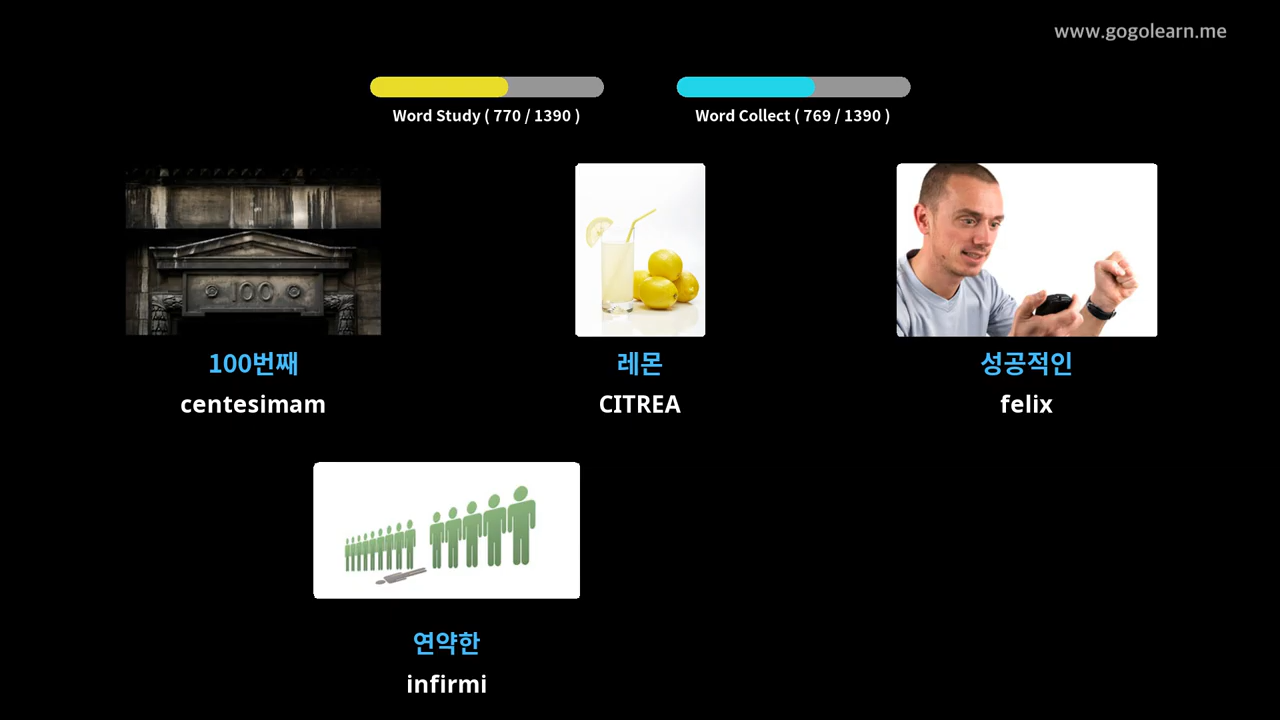 www.gogolearn.me
Word Study ( 770 / 1390 )
Word Collect ( 769 / 1390 )
100
100번째
centesimam
레몬
CITREA
성공적인
felix
연약한
infirmi